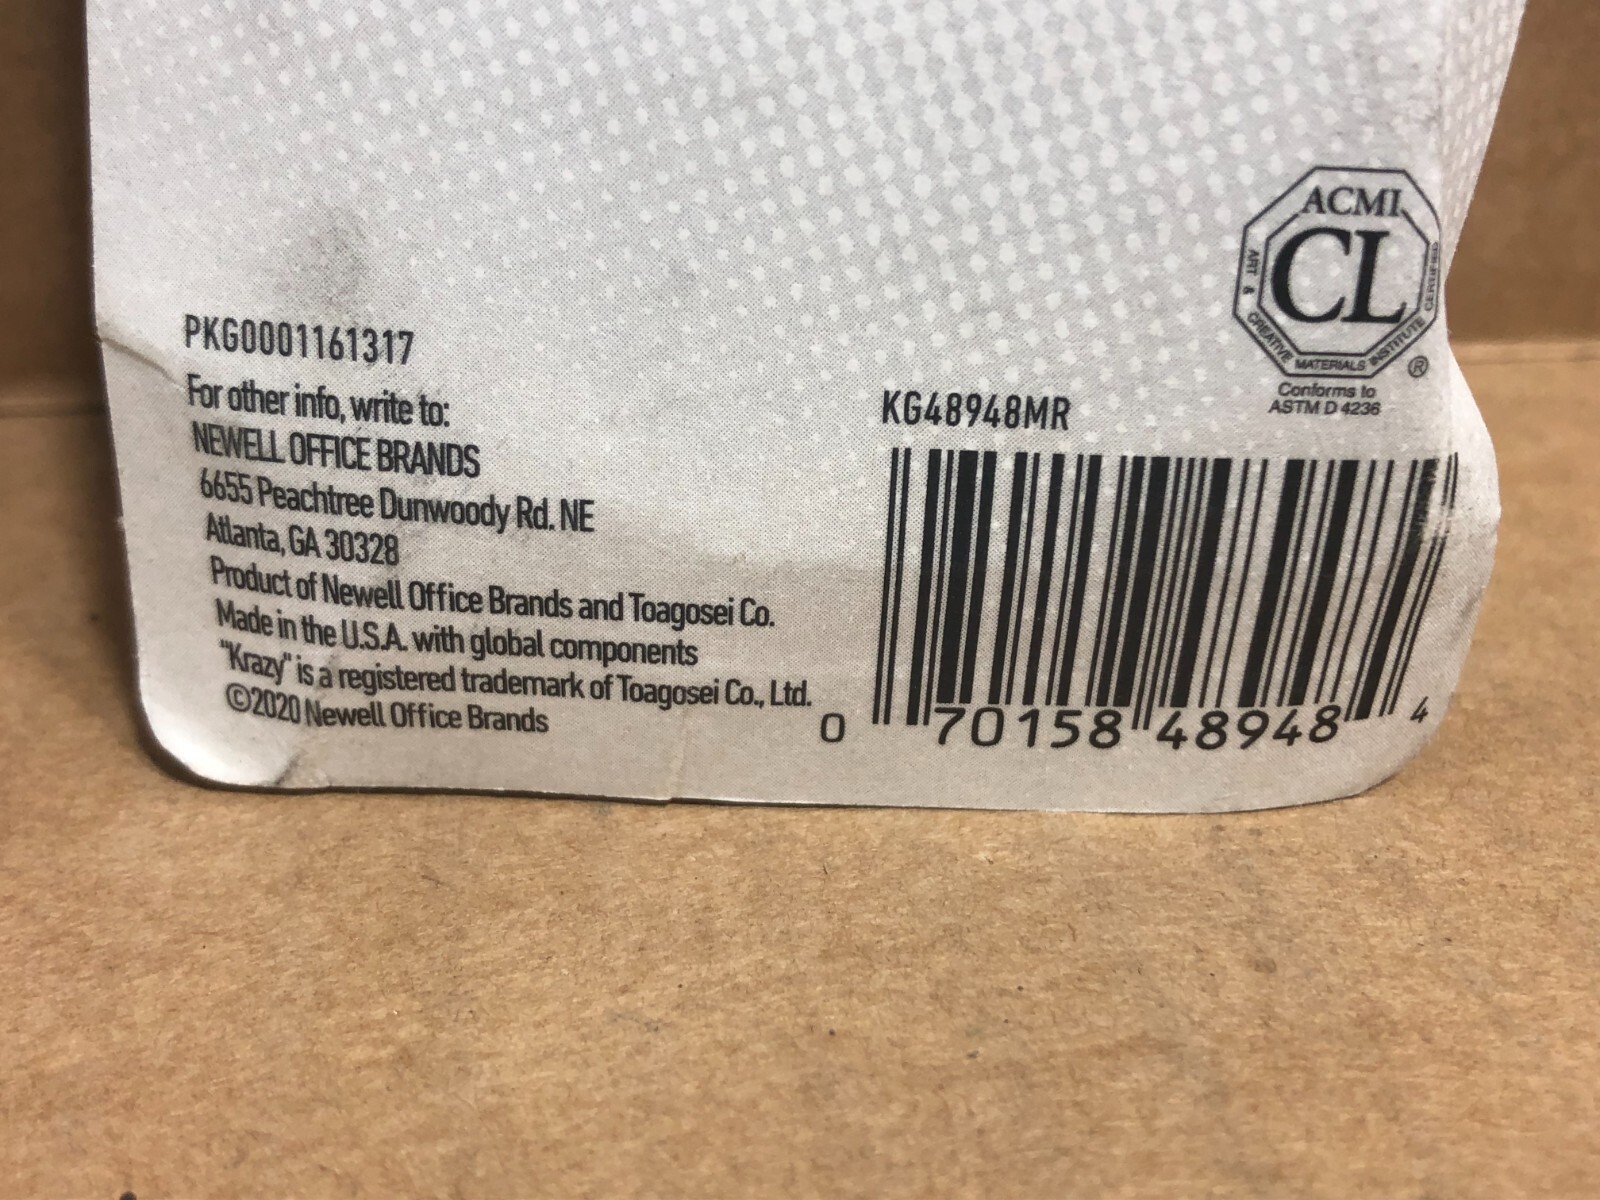 PKG0001161317
For other info, write to:
NEWELL OFFICE BRANDS
6655 Peachtree Dunwoody Rd. NE
Atlanta, GA 30328
Product of Newell Office Brands and Toagosei Co.
Made in the U.S.A. with global components
"Krazy" is a registered trademark of Toagosei Co., Ltd.
©2020 Newell Office Brands
ACMI
CL
ART & CREATIVE MATERIALS INSTITUTE CERTIFIED
®
Conforms to
ASTM D 4236
KG48948MR
0 70158 48948 4